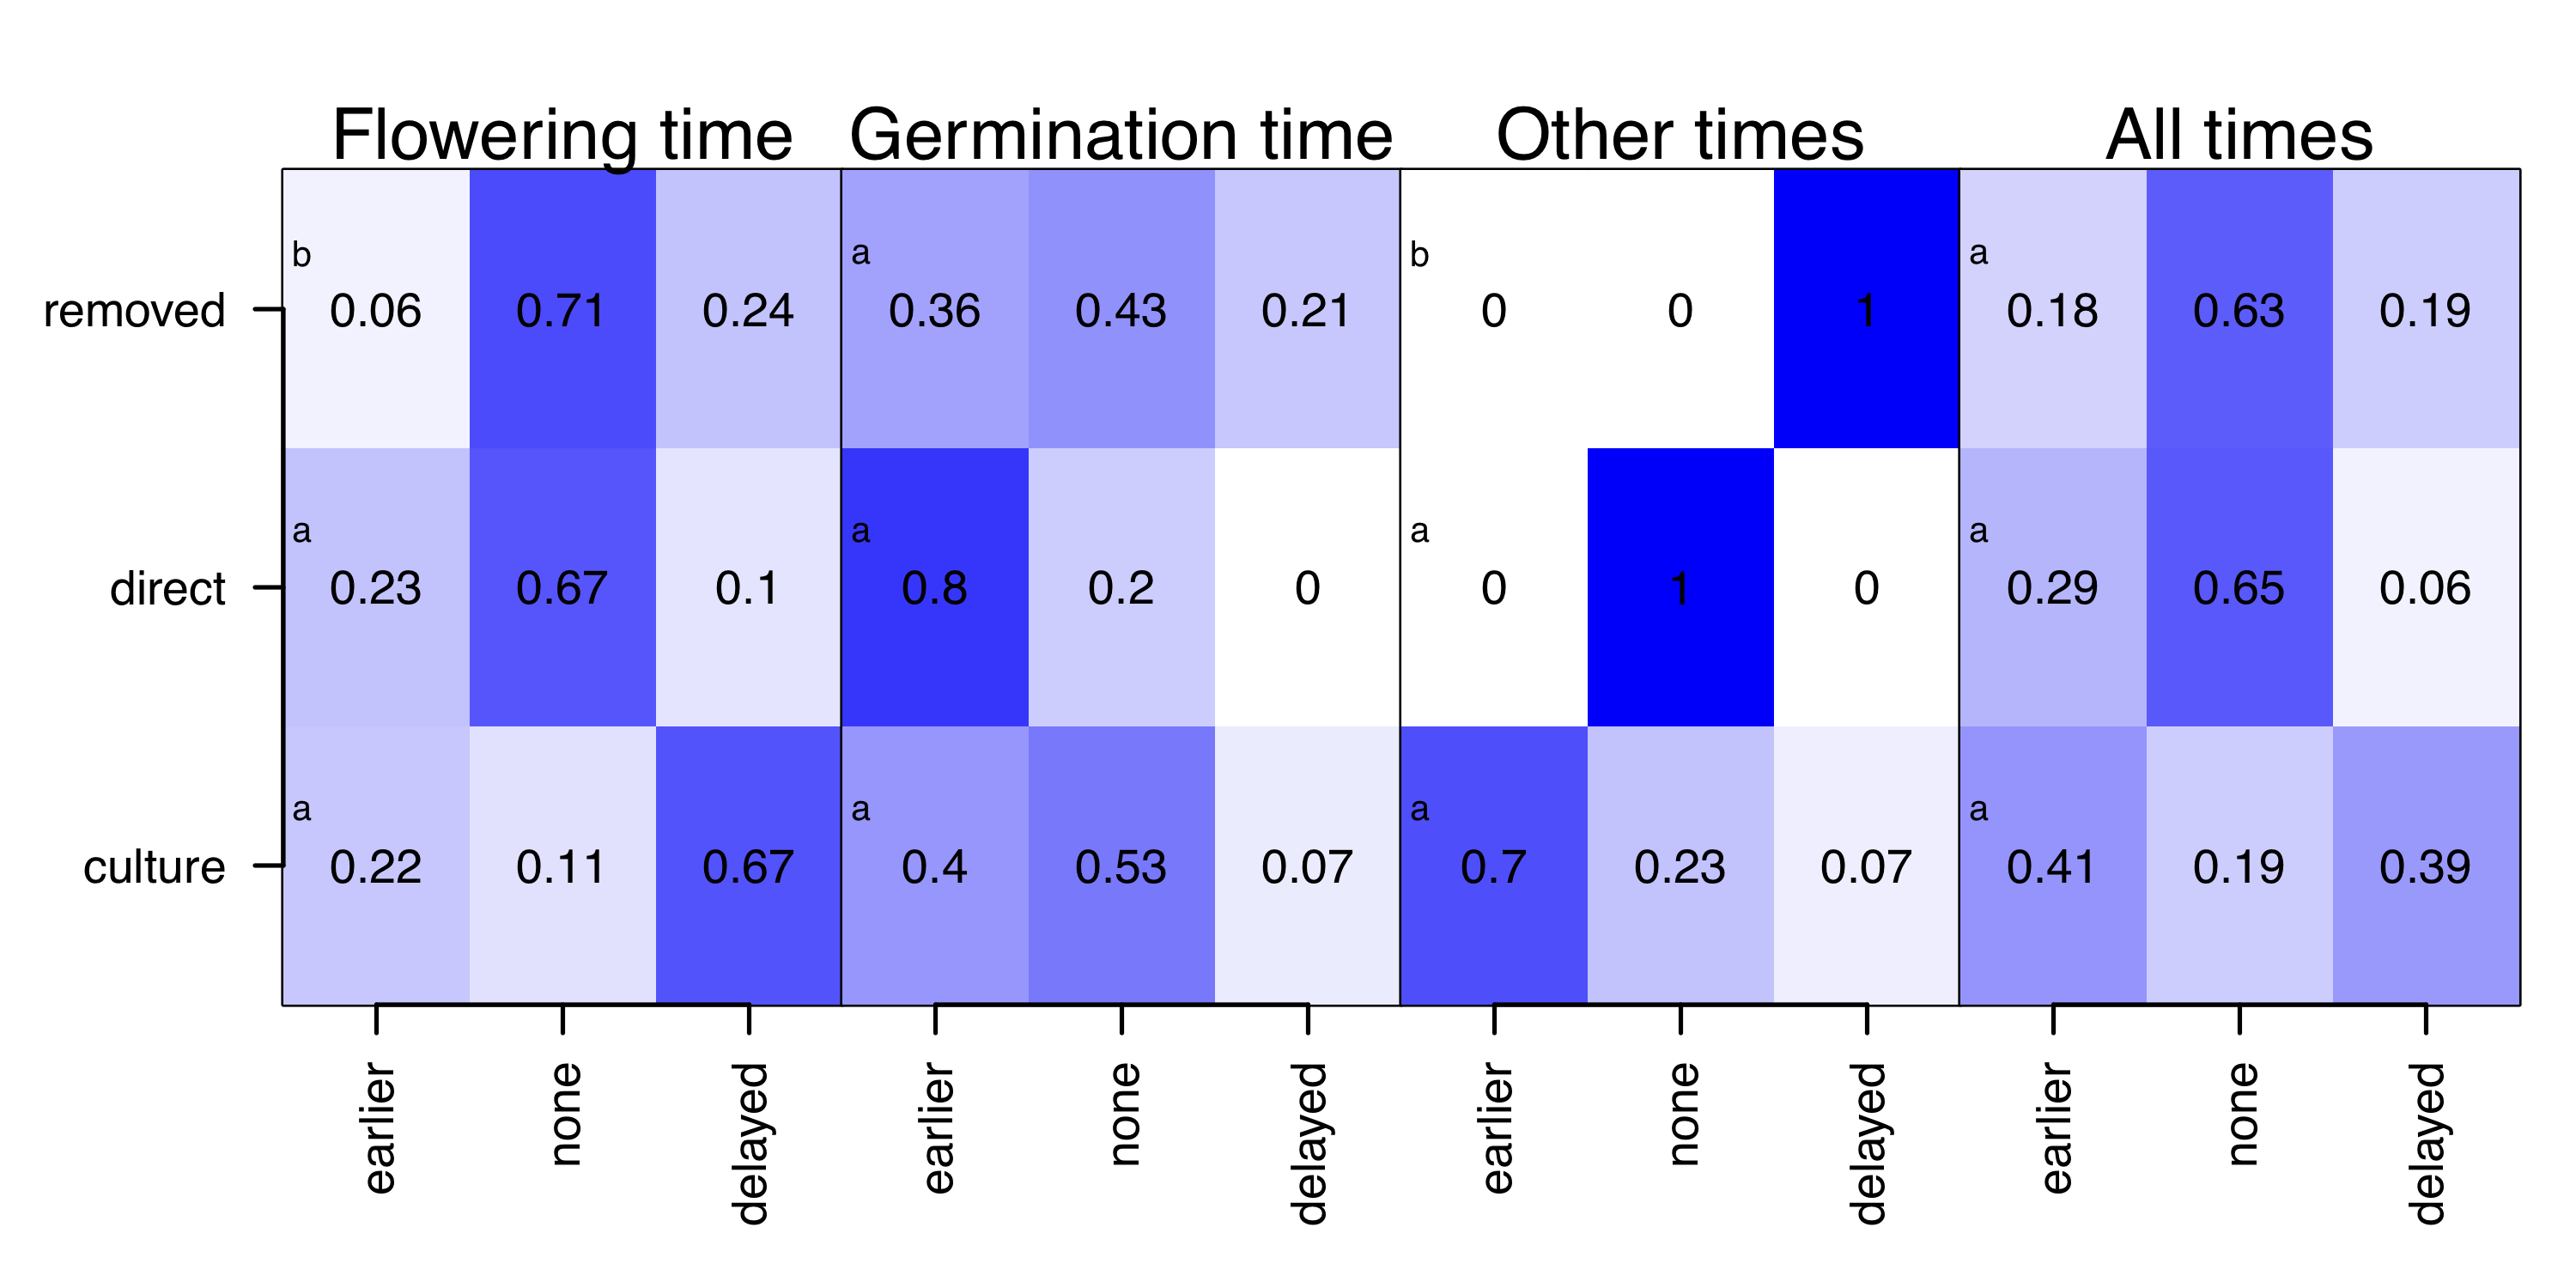 Flowering time Germination time Other times All times
b a b a
removed 0.06 0.71 0.24 0.36 0.43 0.21 0 0 1 0.18 0.63 0.19
a a a a
direct 0.23 0.67 0.1 0.8 0.2 0 0 1 0 0.29 0.65 0.06
a a a a
culture 0.22 0.11 0.67 0.4 0.53 0.07 0.7 0.23 0.07 0.41 0.19 0.39
earlier none delayed earlier none delayed earlier none delayed earlier none delayed